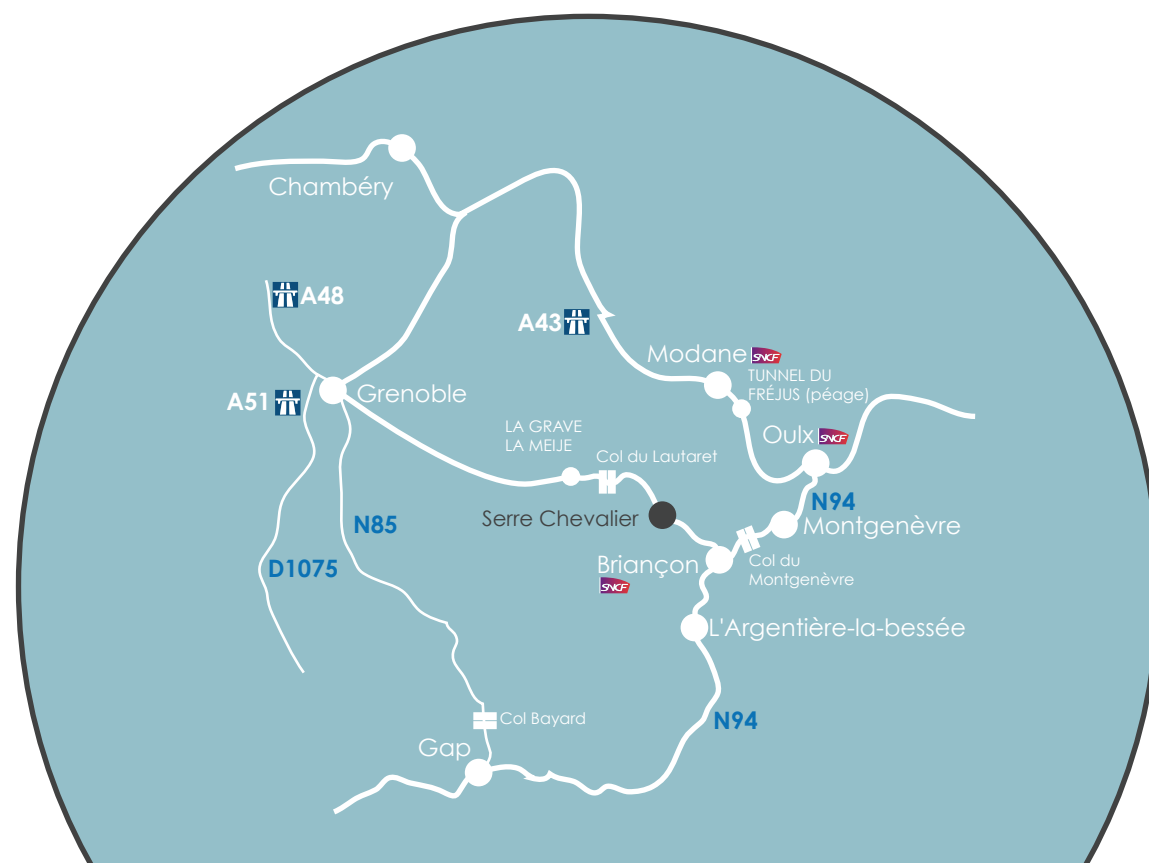 Chambéry
A48
A43
Modane SNCF
TUNNEL DU
FRÉJUS (péage)
A51
Grenoble
LA GRAVE
LA MEIJE
Oulx SNCF
Col du Lautaret
N94
Serre Chevalier
N85
Montgenèvre
Briançon
SNCF
Col du
Montgenèvre
D1075
L'Argentière-la-bessée
Col Bayard
N94
Gap